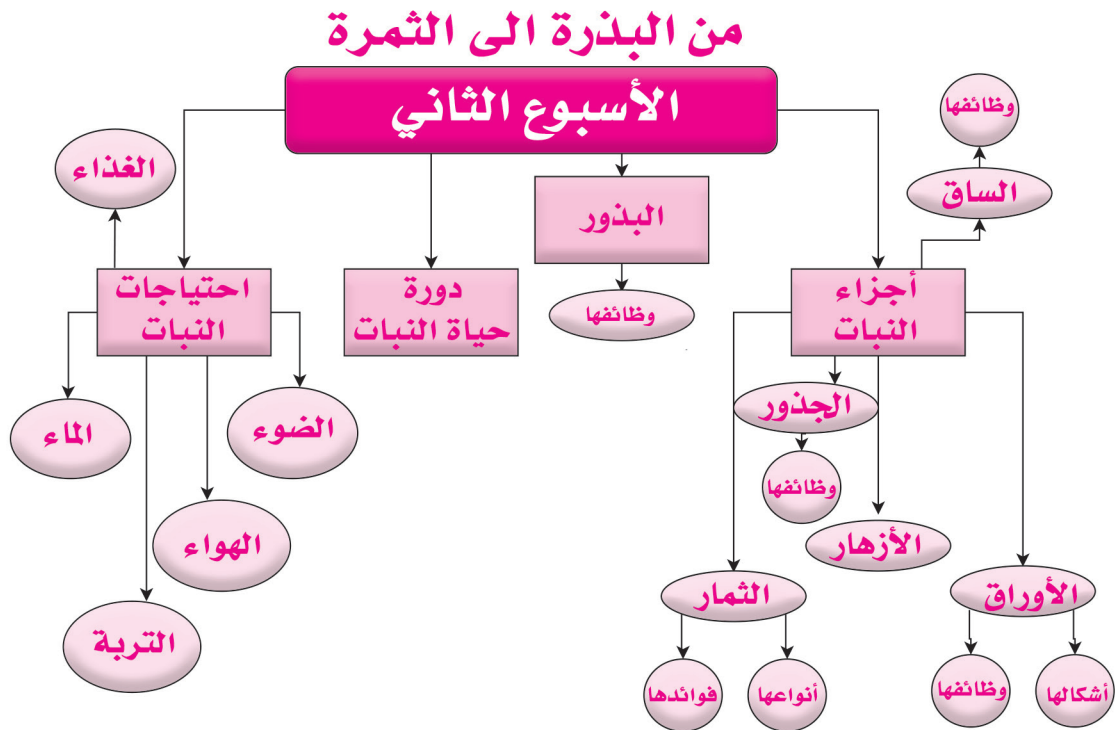 من البذرة الى الثمرة
الأسبوع الثاني
وظائفها
الساق
أجزاء
النبات
الجذور
وظائفها
الأزهار
الأوراق
أشكالها
وظائفها
الثمار
أنواعها
فوائدها
البذور
وظائفها
دورة
حياة النبات
الغذاء
احتياجات
النبات
الضوء
الماء
الهواء
التربة